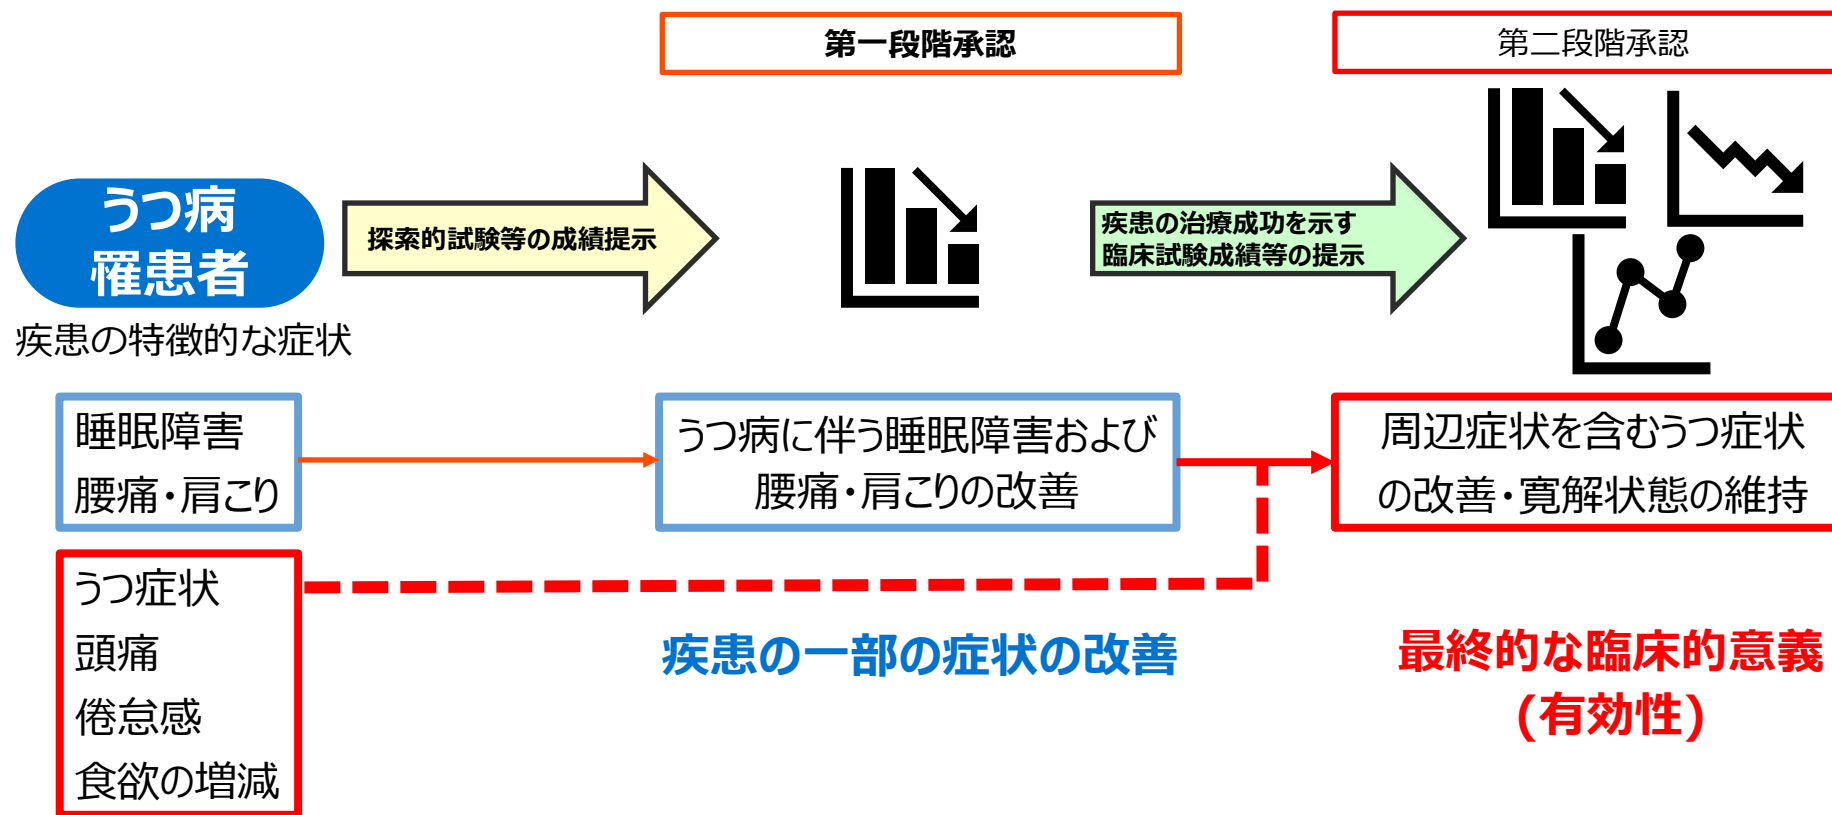 第一段階承認
第二段階承認
うつ病
罹患者
探索的試験等の成績提示
疾患の治療成功を示す
臨床試験成績等の提示
疾患の特徴的な症状
睡眠障害
腰痛・肩こり
うつ病に伴う睡眠障害および
腰痛・肩こりの改善
周辺症状を含むうつ症状
の改善・寛解状態の維持
うつ症状
頭痛
倦怠感
食欲の増減
疾患の一部の症状の改善
最終的な臨床的意義
(有効性)